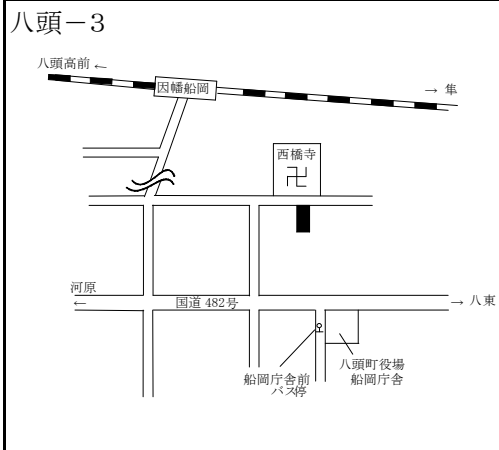 八頭－3
八頭高前 ←
因幡船岡
→ 隼
西橋寺
卍
河原
←
国道 482号
→ 八東
船岡庁舎前
バス停
八頭町役場
船岡庁舎